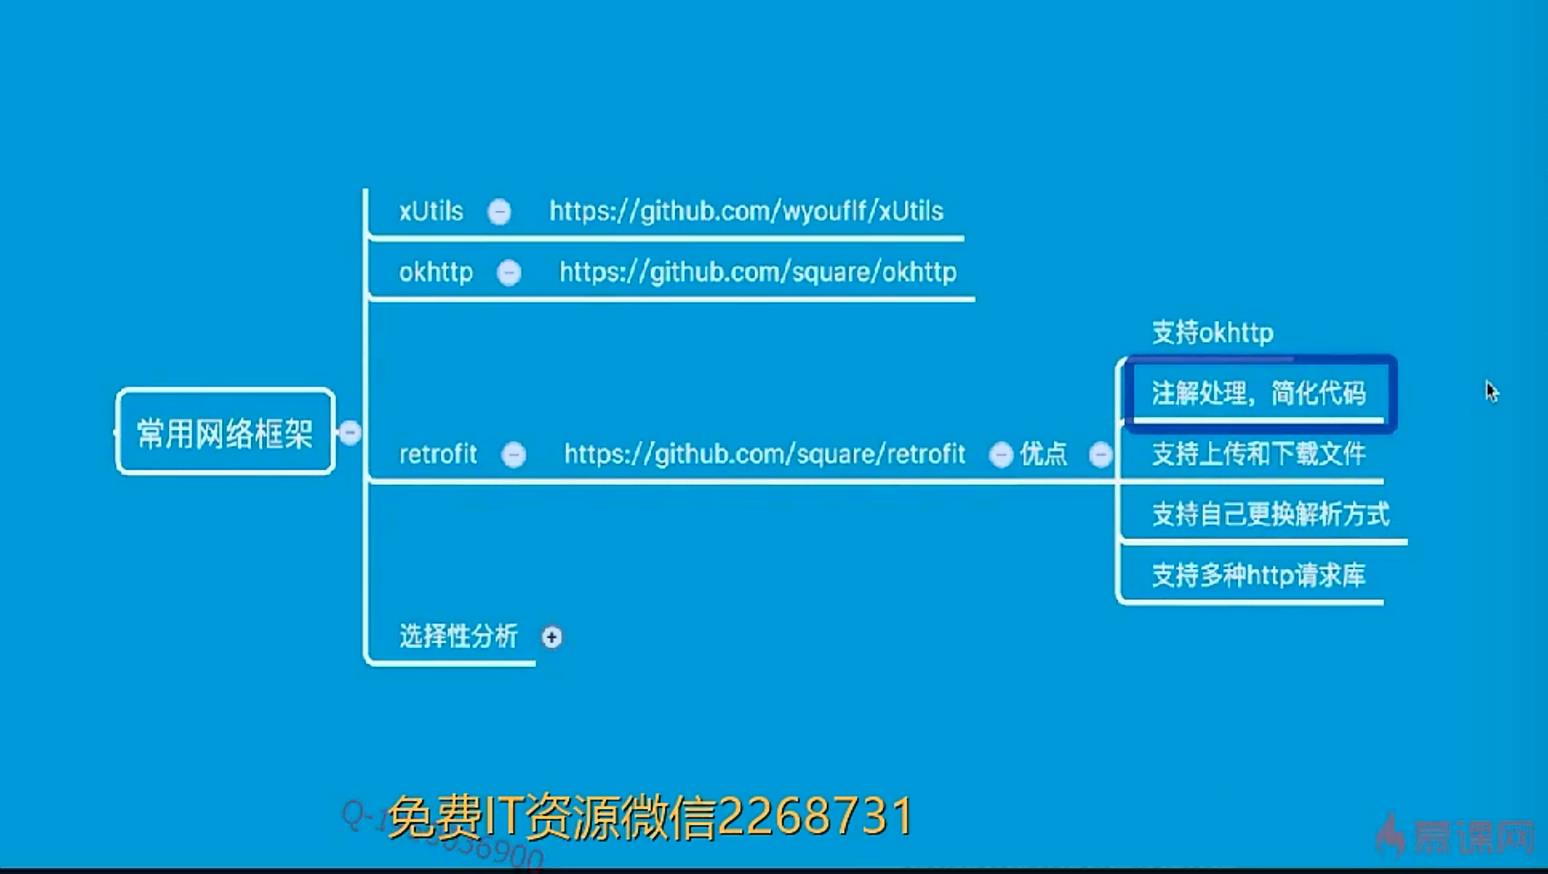 xUtils https://github.com/wyouflf/xUtils
okhttp https://github.com/square/okhttp
支持okhttp
注解处理，简化代码
常用网络框架
retrofit https://github.com/square/retrofit 优点
支持上传和下载文件
支持自己更换解析方式
支持多种http请求库
选择性分析
免费IT资源微信2268731
慕课网